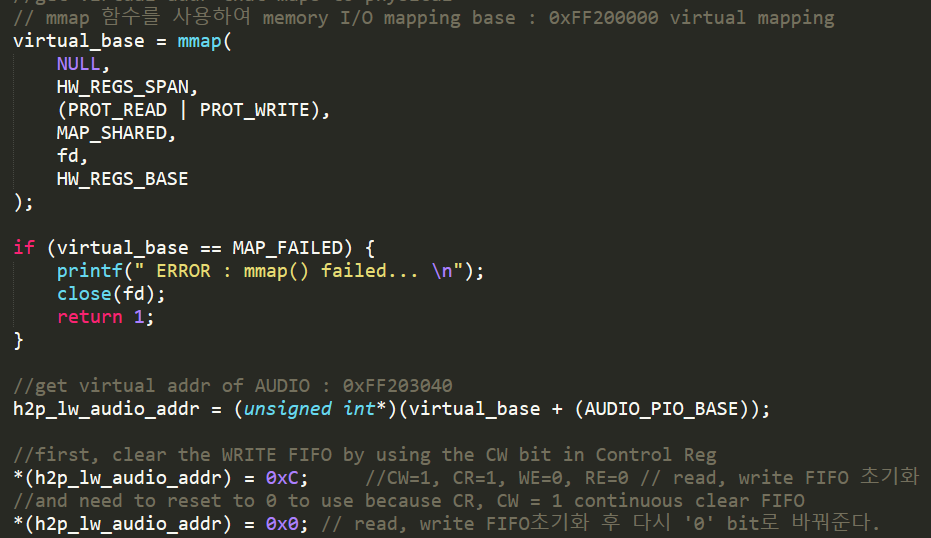 // mmap 함수를 사용하여 memory I/O mapping base : 0xFF200000 virtual mapping
virtual_base = mmap(
NULL,
HW_REGS_SPAN,
(PROT_READ | PROT_WRITE),
MAP_SHARED,
fd,
HW_REGS_BASE
);
if (virtual_base == MAP_FAILED) {
printf(" ERROR : mmap() failed... \n");
close(fd);
return 1;
}
//get virtual addr of AUDIO : 0xFF203040
h2p_lw_audio_addr = (unsigned int*)(virtual_base + (AUDIO_PIO_BASE));
//first, clear the WRITE FIFO by using the CW bit in Control Reg
*(h2p_lw_audio_addr) = 0xC; //CW=1, CR=1, WE=0, RE=0 // read, write FIFO 초기화
//and need to reset to 0 to use because CR, CW = 1 continuous clear FIFO
*(h2p_lw_audio_addr) = 0x0; // read, write FIFO초기화 후 다시 '0' bit로 바꿔준다.